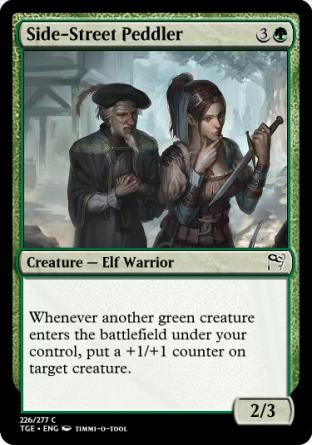 Side-Street Peddler 3
Creature — Elf Warrior
Whenever another green creature
enters the battlefield under your
control, put a +1/+1 counter on
target creature.
2/3
226/277 C
TGE • ENG TIMMI-O-TOOL